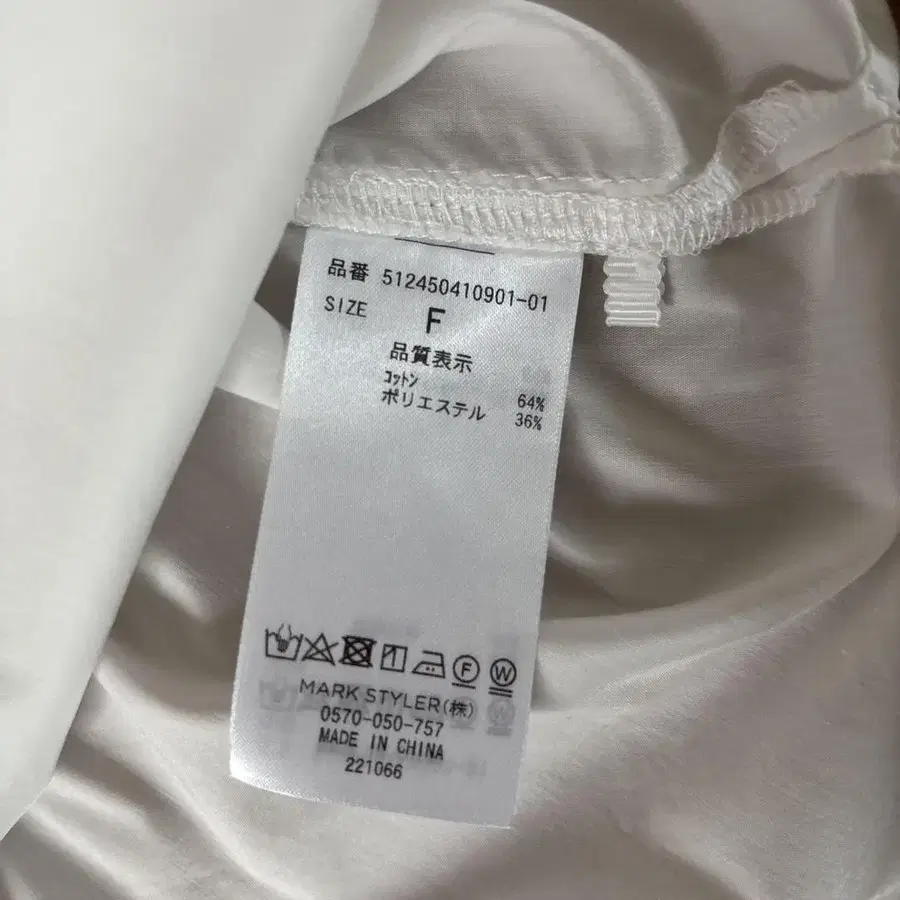 品番 512450410901-01
SIZE F
品質表示
コットン 64%
ポリエステル 36%
F W
MARK STYLER(株)
0570-050-757
MADE IN CHINA
221066